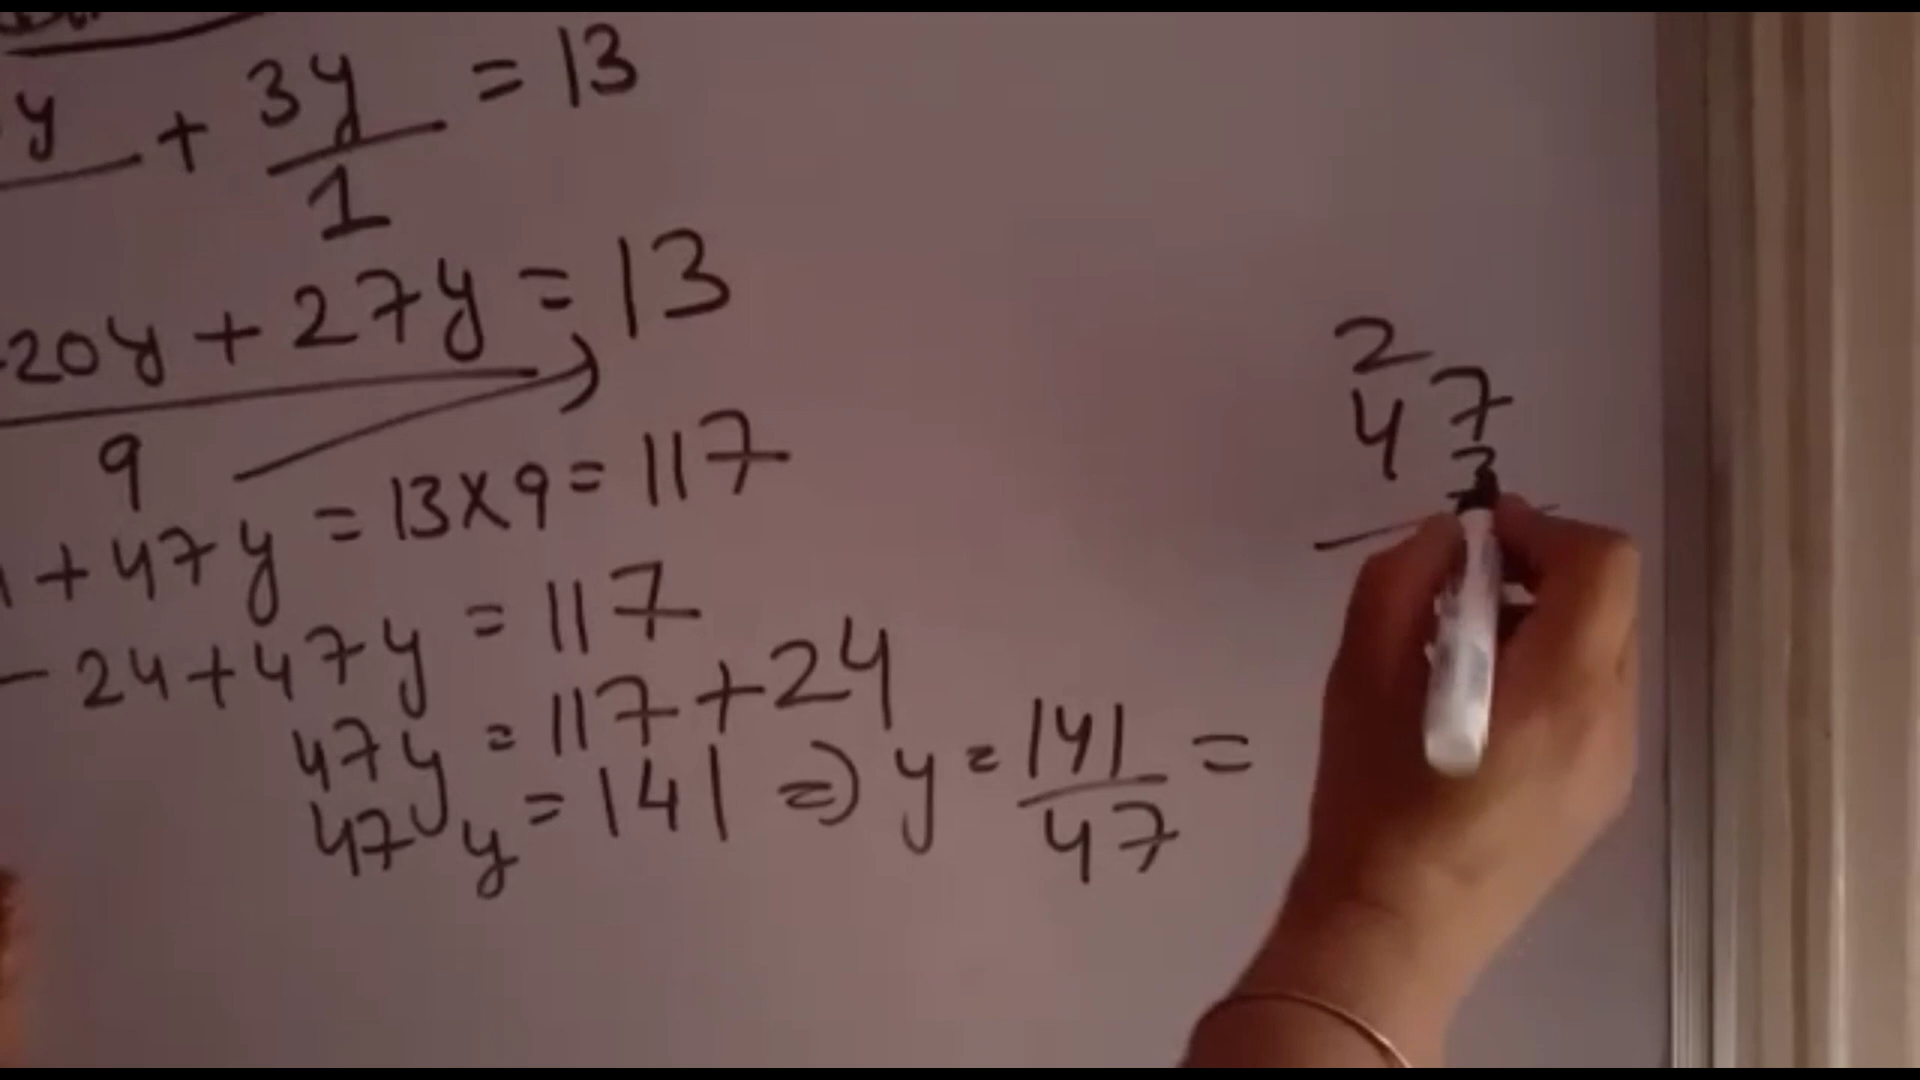 y + 3y/1 = 13
20y + 27y = 13
9
+ 47y = 13 x 9 = 117
- 24 + 47y = 117
47y = 117 + 24
47y = 141 => y = 141/47 =
2
47
3